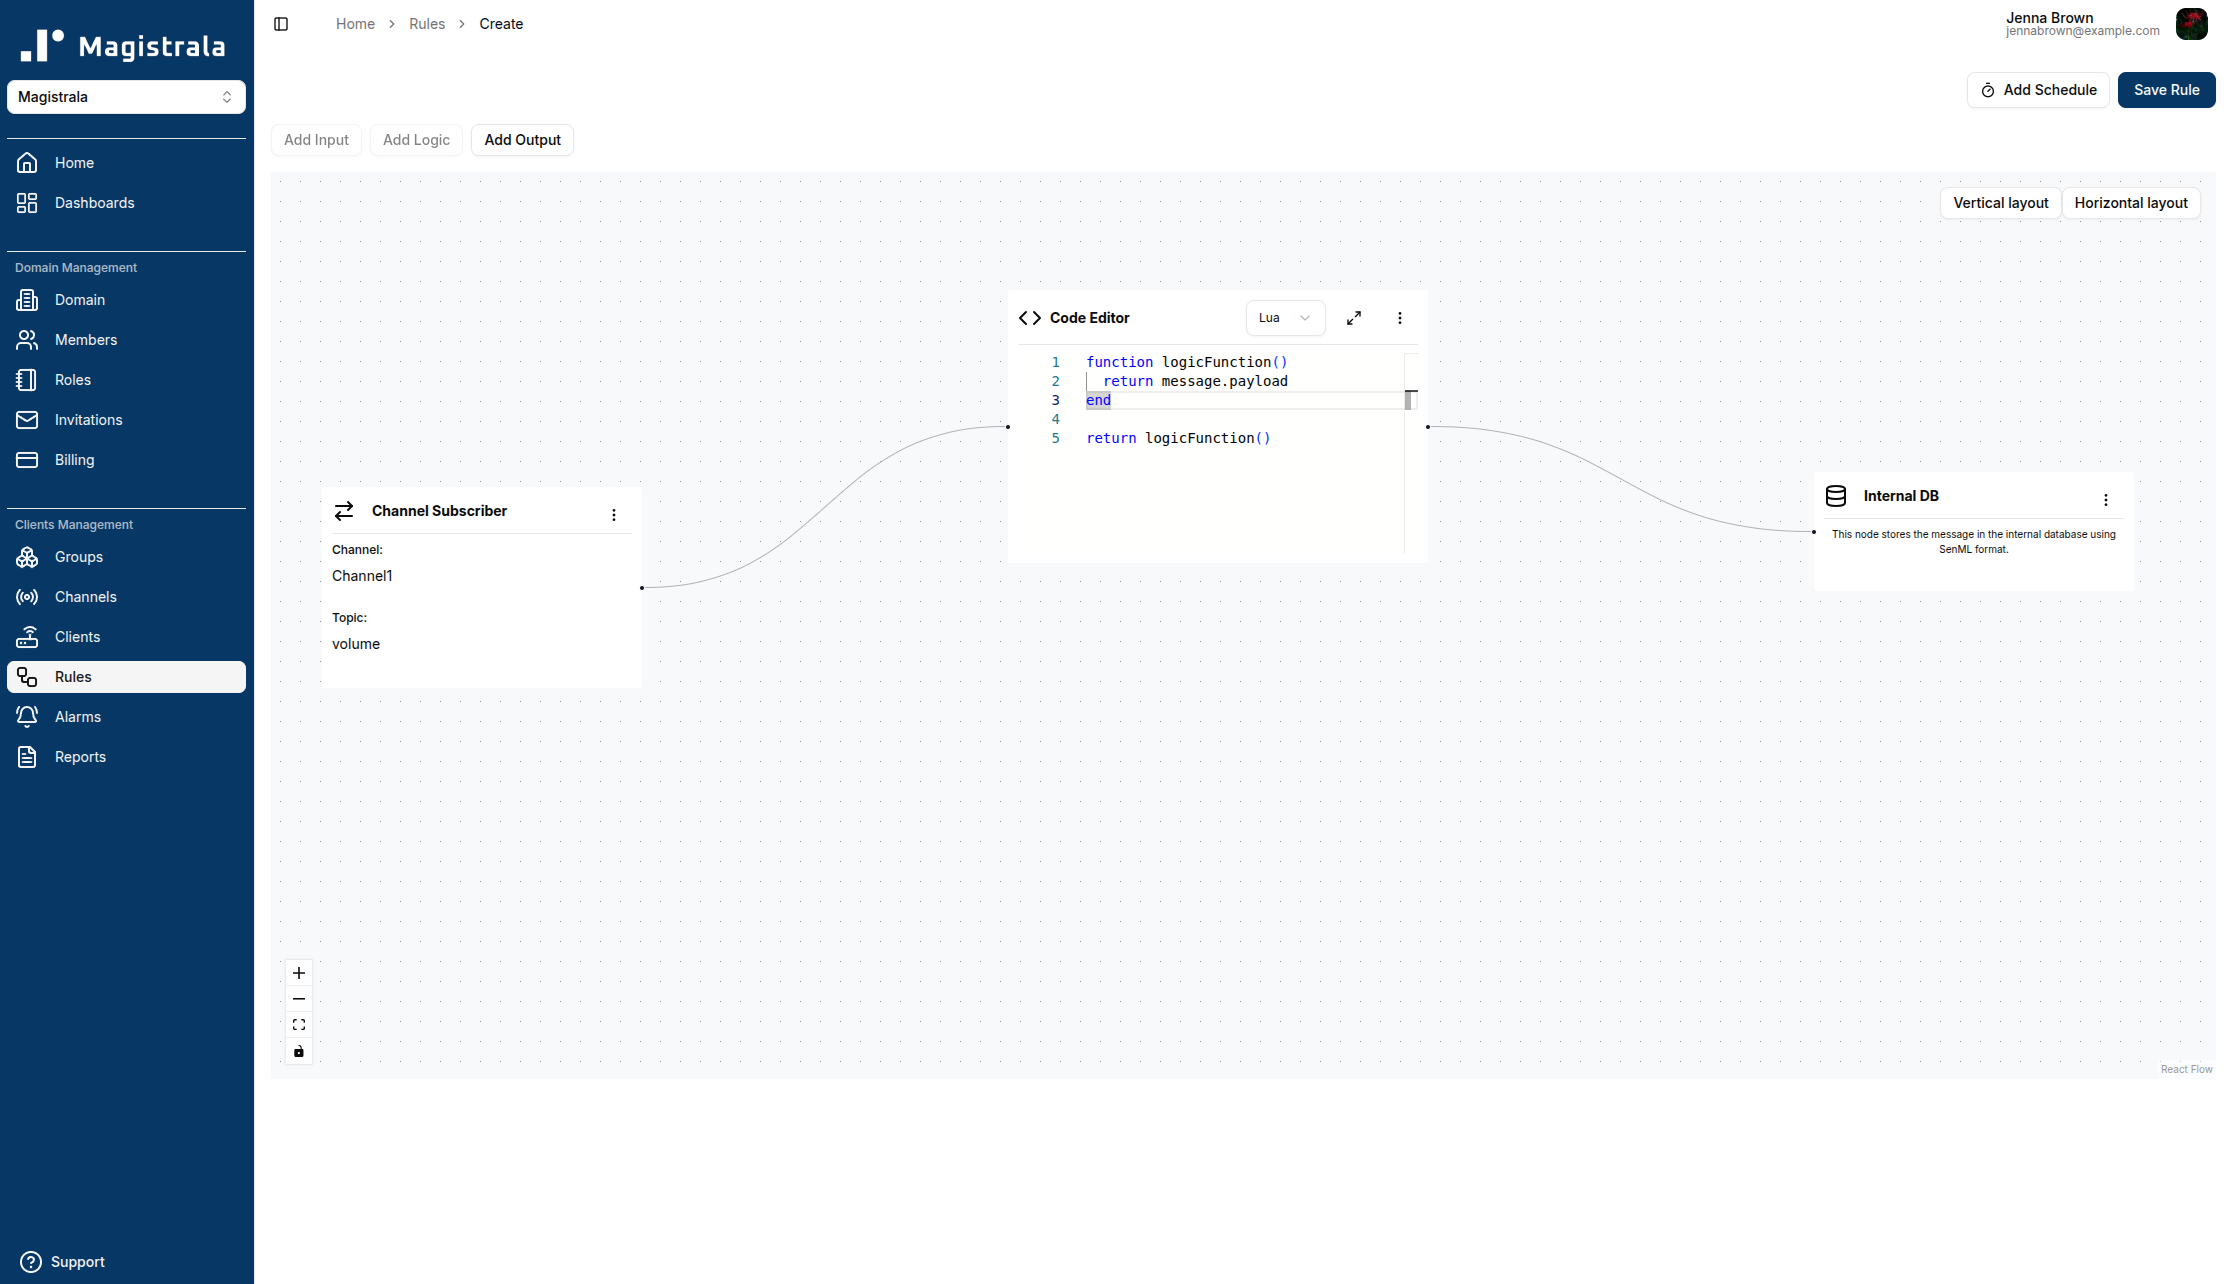 Magistrala
Magistrala
Home
Dashboards
Domain Management
Domain
Members
Roles
Invitations
Billing
Clients Management
Groups
Channels
Clients
Rules
Alarms
Reports
Support
Home > Rules > Create
Jenna Brown
jennabrown@example.com
Add Schedule
Save Rule
Add Input
Add Logic
Add Output
Vertical layout
Horizontal layout
Channel Subscriber
Channel:
Channel1
Topic:
volume
Code Editor
Lua
1 function logicFunction()
2 return message.payload
3 end
4
5 return logicFunction()
Internal DB
This node stores the message in the internal database using
SenML format.
React Flow